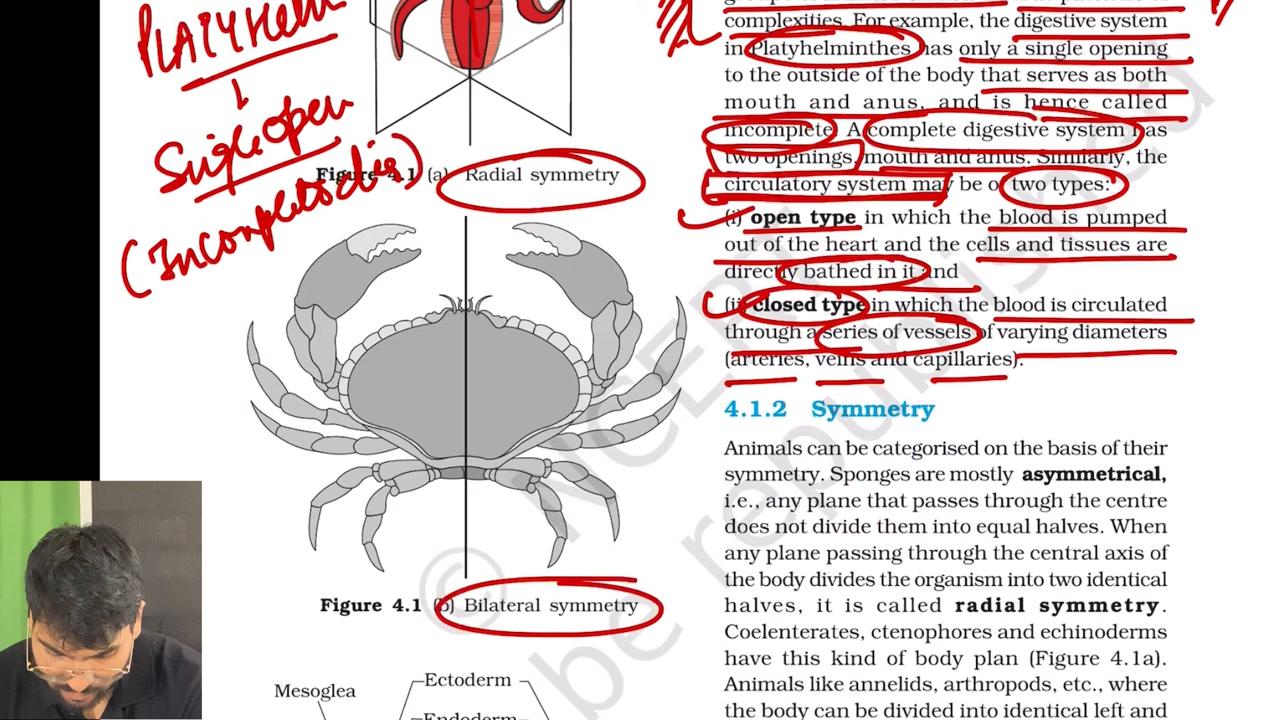 PLATYHELM
Single open
(Incomplete dig.)
Figure 4.1 (a) Radial symmetry
Figure 4.1 (b) Bilateral symmetry
Mesoglea
Ectoderm
Endoderm
complexities. For example, the digestive system
in Platyhelminthes has only a single opening
to the outside of the body that serves as both
mouth and anus, and is hence called
incomplete. A complete digestive system has
two openings, mouth and anus. Similarly, the
circulatory system may be of two types:
(i) open type in which the blood is pumped
out of the heart and the cells and tissues are
directly bathed in it and
(ii) closed type in which the blood is circulated
through a series of vessels of varying diameters
(arteries, veins and capillaries).
4.1.2 Symmetry
Animals can be categorised on the basis of their
symmetry. Sponges are mostly asymmetrical,
i.e., any plane that passes through the centre
does not divide them into equal halves. When
any plane passing through the central axis of
the body divides the organism into two identical
halves, it is called radial symmetry.
Coelenterates, ctenophores and echinoderms
have this kind of body plan (Figure 4.1a).
Animals like annelids, arthropods, etc., where
the body can be divided into identical left and
© NCERT
be republished